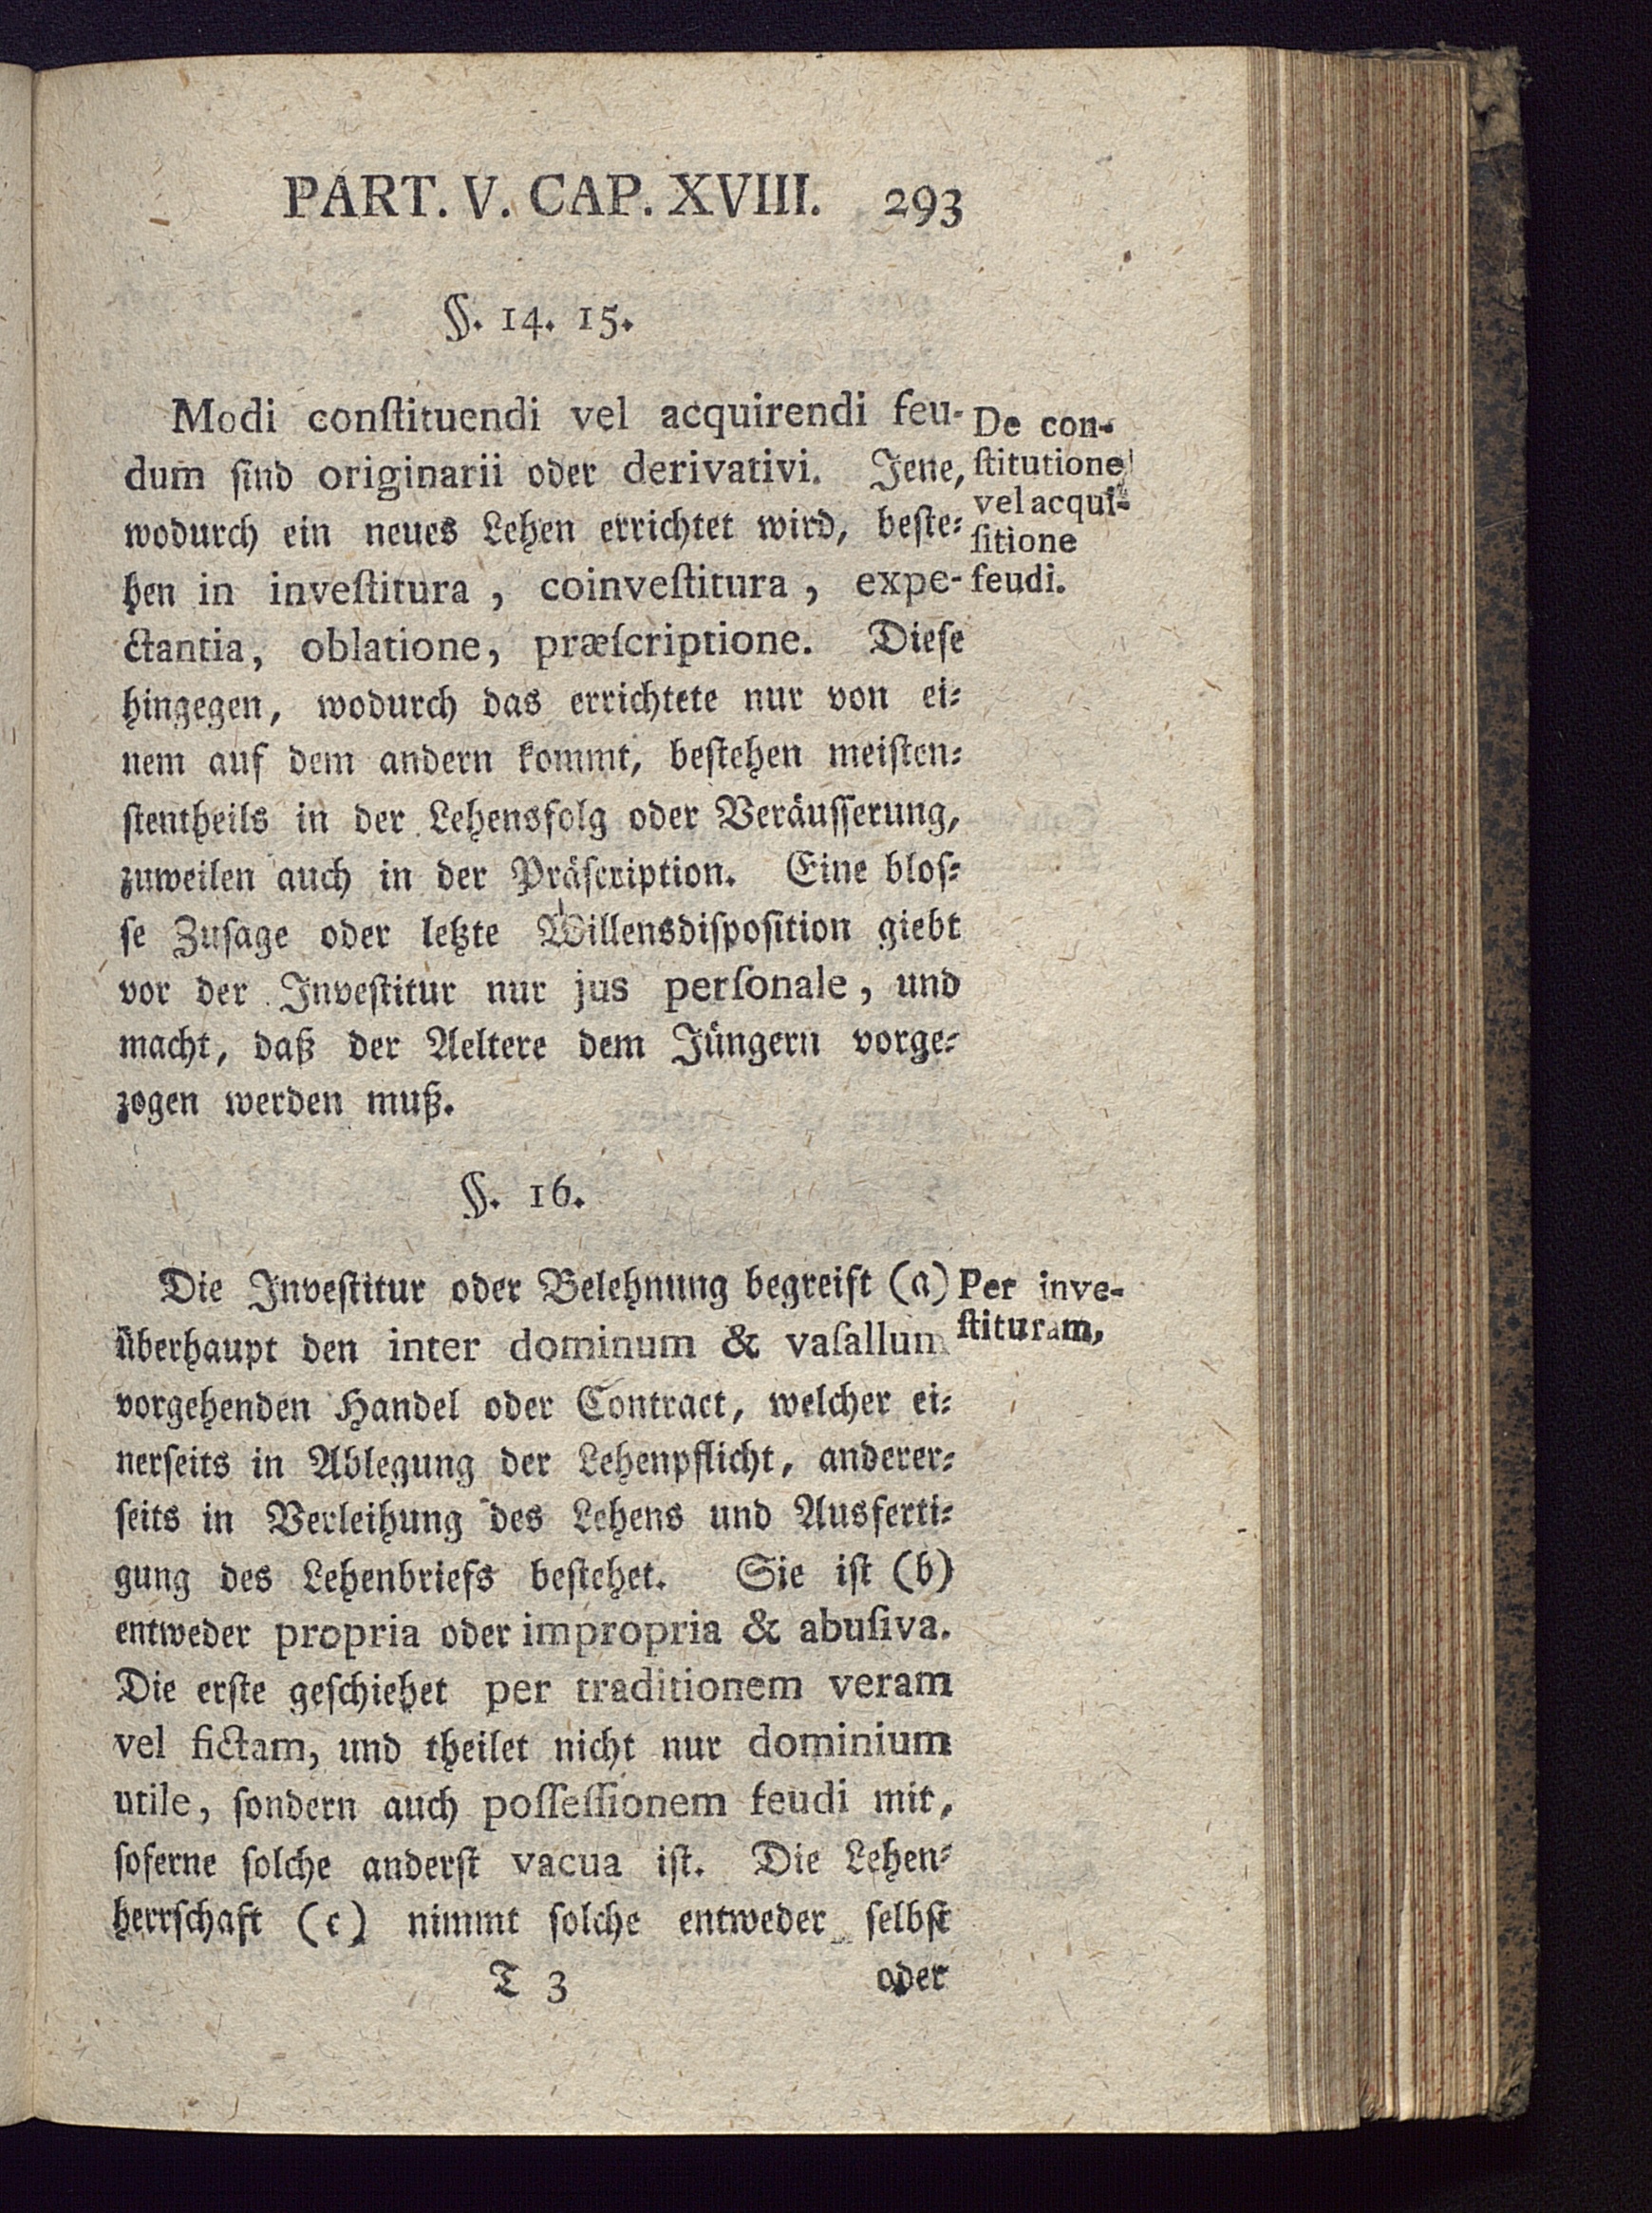 PART. V. CAP. XVIII. 293
§. 14. 15.
Modi conſtituendi vel acquirendi feu-
dum ſind originarii oder derivativi. Jene,
wodurch ein neues Lehen errichtet wird, beſte-
hen in inveſtitura, coinveſtitura, expe-
ctantia, oblatione, præſcriptione. Dieſe
hingegen, wodurch das errichtete nur von ei-
nem auf dem andern kommt, beſtehen meiſten-
ſtentheils in der Lehensfolg oder Veräuſſerung,
zuweilen auch in der Präſcription. Eine bloſ-
ſe Zuſage oder letzte Willensdiſpoſition giebt
vor der Inveſtitur nur jus perſonale, und
macht, daß der Aeltere dem Jüngern vorge-
zogen werden muß.
De con-
ſtitutione
vel acqui-
ſitione
feudi.
§. 16.
Die Inveſtitur oder Belehnung begreift (a)
überhaupt den inter dominum & vaſallum
vorgehenden Handel oder Contract, welcher ei-
nerſeits in Ablegung der Lehenpflicht, anderer-
ſeits in Verleihung des Lehens und Ausferti-
gung des Lehenbriefs beſtehet. Sie iſt (b)
entweder propria oder impropria & abuſiva.
Die erſte geſchiehet per traditionem veram
vel fictam, und theilet nicht nur dominium
utile, ſondern auch poſſeſſionem feudi mit,
ſoferne ſolche anderſt vacua iſt. Die Lehen-
herrſchaft (c) nimmt ſolche entweder ſelbſt
Per inve-
ſtituram,
T 3 oder